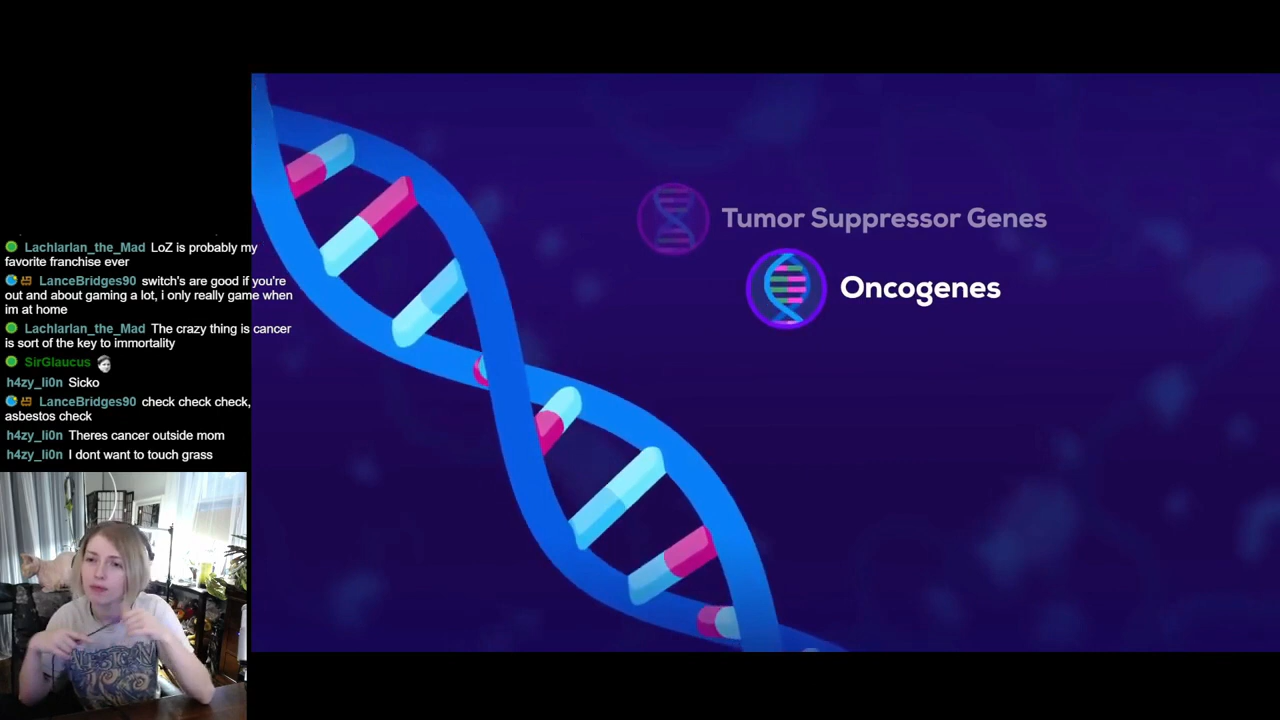 Lachlarlan_the_Mad LoZ is probably my
favorite franchise ever
LanceBridges90 switch's are good if you're
out and about gaming a lot, i only really game when
im at home
Lachlarlan_the_Mad The crazy thing is cancer
is sort of the key to immortality
SirGlaucus
h4zy_li0n Sicko
LanceBridges90 check check check,
asbestos check
h4zy_li0n Theres cancer outside mom
h4zy_li0n I dont want to touch grass
Tumor Suppressor Genes
Oncogenes
ALESTORM